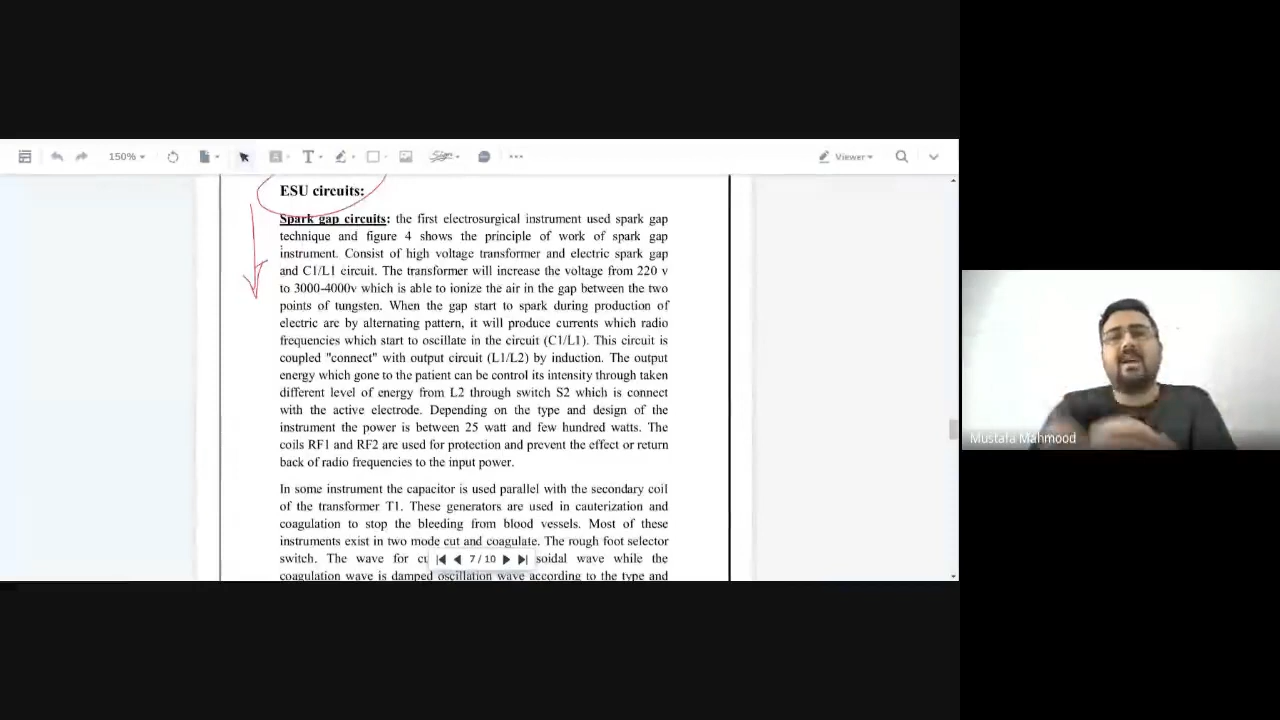 150%
Viewer
ESU circuits:
Spark gap circuits: the first electrosurgical instrument used spark gap
technique and figure 4 shows the principle of work of spark gap
instrument. Consist of high voltage transformer and electric spark gap
and C1/L1 circuit. The transformer will increase the voltage from 220 v
to 3000-4000v which is able to ionize the air in the gap between the two
points of tungsten. When the gap start to spark during production of
electric arc by alternating pattern, it will produce currents which radio
frequencies which start to oscillate in the circuit (C1/L1). This circuit is
coupled "connect" with output circuit (L1/L2) by induction. The output
energy which gone to the patient can be control its intensity through taken
different level of energy from L2 through switch S2 which is connect
with the active electrode. Depending on the type and design of the
instrument the power is between 25 watt and few hundred watts. The
coils RF1 and RF2 are used for protection and prevent the effect or return
back of radio frequencies to the input power.
In some instrument the capacitor is used parallel with the secondary coil
of the transformer T1. These generators are used in cauterization and
coagulation to stop the bleeding from blood vessels. Most of these
instruments exist in two mode cut and coagulate. The rough foot selector
switch. The wave for cu soidal wave while the
7 / 10
coagulation wave is damped oscillation wave according to the type and
Mustafa Mahmood